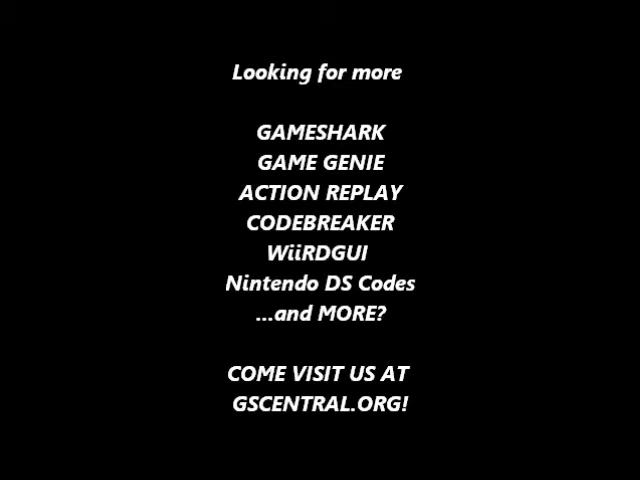 Looking for more
GAMESHARK
GAME GENIE
ACTION REPLAY
CODEBREAKER
WiiRDGUI
Nintendo DS Codes
...and MORE?
COME VISIT US AT
GSCENTRAL.ORG!